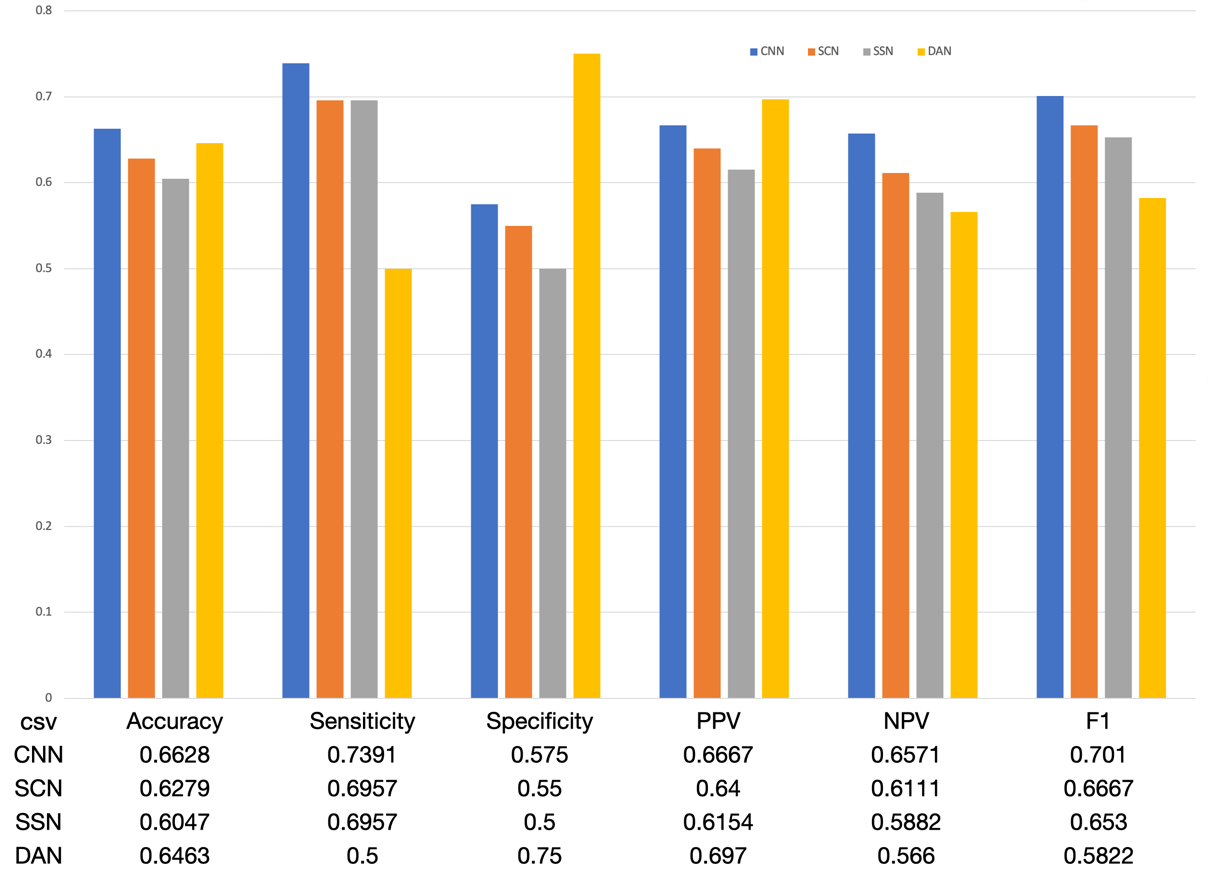 0.8
CNN SCN SSN DAN
0.7
0.6
0.5
0.4
0.3
0.2
0.1
0
csv Accuracy Sensiticity Specificity PPV NPV F1
CNN 0.6628 0.7391 0.575 0.6667 0.6571 0.701
SCN 0.6279 0.6957 0.55 0.64 0.6111 0.6667
SSN 0.6047 0.6957 0.5 0.6154 0.5882 0.653
DAN 0.6463 0.5 0.75 0.697 0.566 0.5822